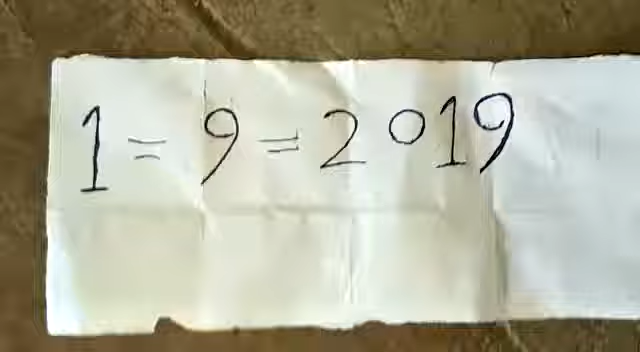 1 = 9 = 2019